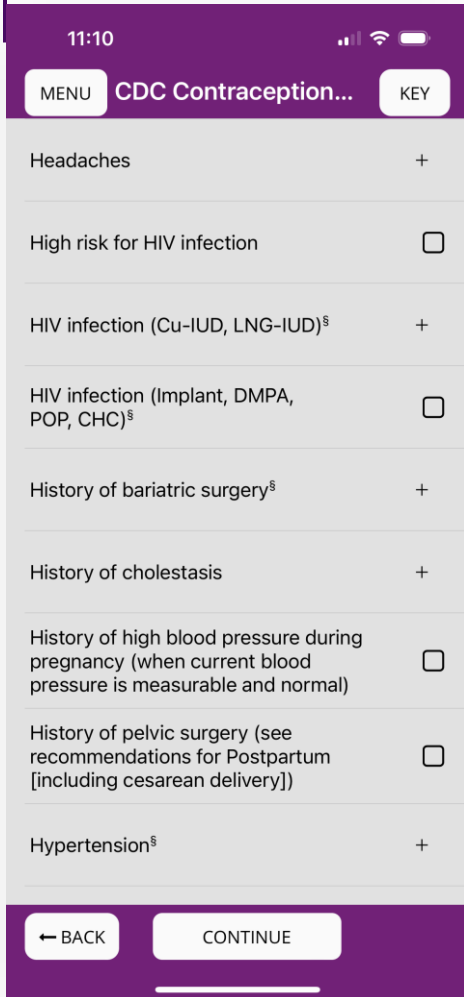 11:10
MENU CDC Contraception... KEY
Headaches +
High risk for HIV infection
HIV infection (Cu-IUD, LNG-IUD)§ +
HIV infection (Implant, DMPA,
POP, CHC)§
History of bariatric surgery§ +
History of cholestasis +
History of high blood pressure during
pregnancy (when current blood
pressure is measurable and normal)
History of pelvic surgery (see
recommendations for Postpartum
[including cesarean delivery])
Hypertension§ +
← BACK CONTINUE